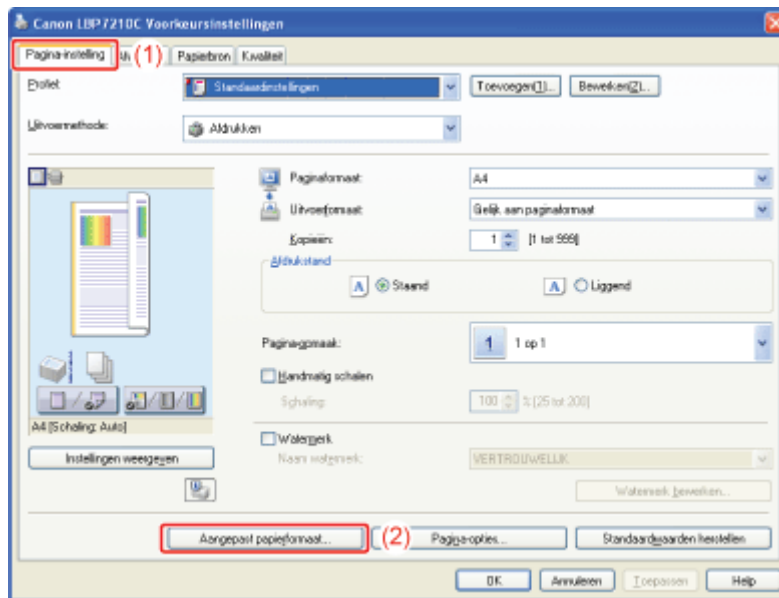 Canon LBP7210C Voorkeursinstellingen
Pagina-instelling (1) Papierbron Kwaliteit
Profiel: Standaardinstellingen Toevoegen(1)... Bewerken(2)...
Uitvoermethode: Afdrukken
Paginaformaat: A4
Uitvoerformaat: Gelijk aan paginaformaat
Kopieën: 1 [1 tot 999]
Afdrukstand
A Staand A Liggend
Pagina-opmaak: 1 1 op 1
Handmatig schalen
Schaling: 100 % [25 tot 200]
A4 [Schaling: Auto]
Watermerk
Naam watermerk: VERTROUWELIJK
Instellingen weergeven
Watermerk bewerken...
Aangepast papierformaat... (2) Pagina-opties... Standaardwaarden herstellen
OK Annuleren Toepassen Help